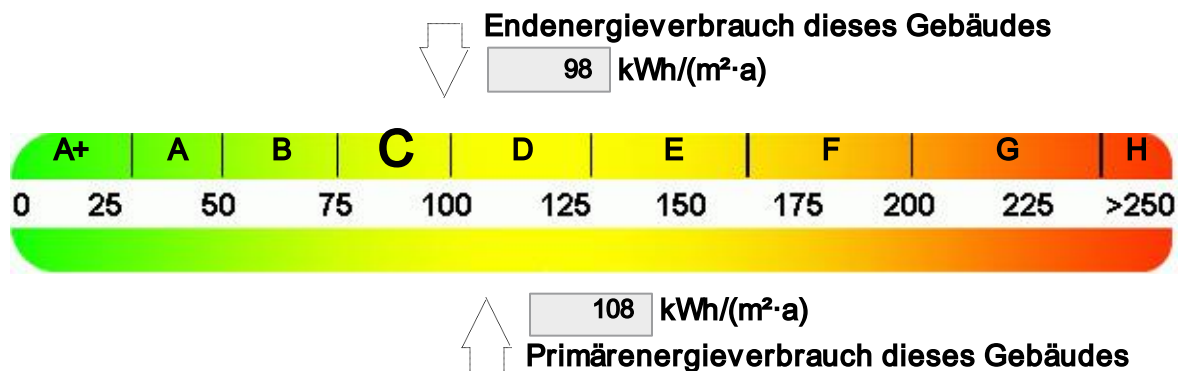 Endenergieverbrauch dieses Gebäudes
98 kWh/(m²·a)
A+ A B C D E F G H
0 25 50 75 100 125 150 175 200 225 >250
108 kWh/(m²·a)
Primärenergieverbrauch dieses Gebäudes